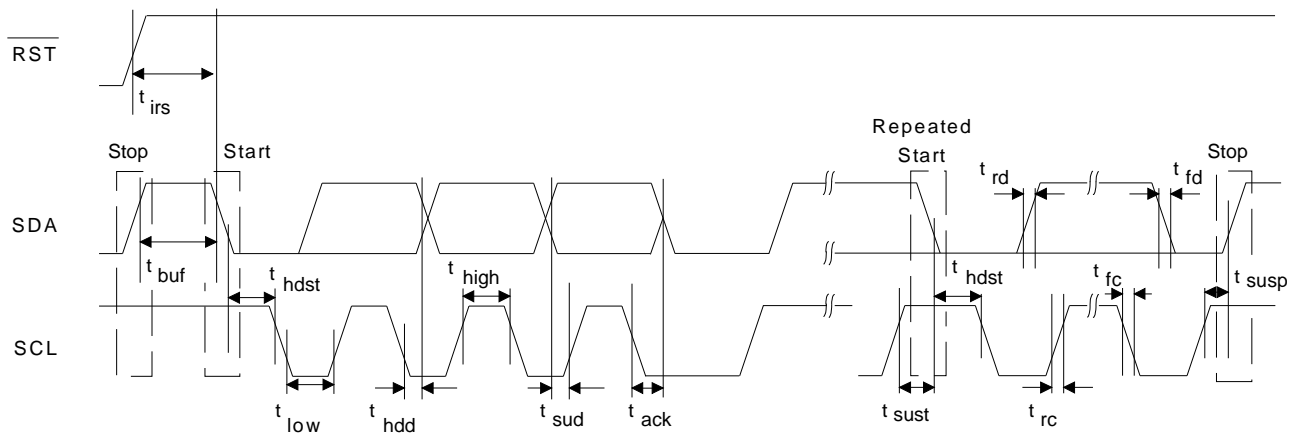 RST
t irs
Repeated
Stop
Start
Start
Stop
t rd
t fd
SDA
t buf
t hdst
t high
t hdst
t fc
t susp
SCL
t low
t hdd
t sud
t ack
t sust
t rc